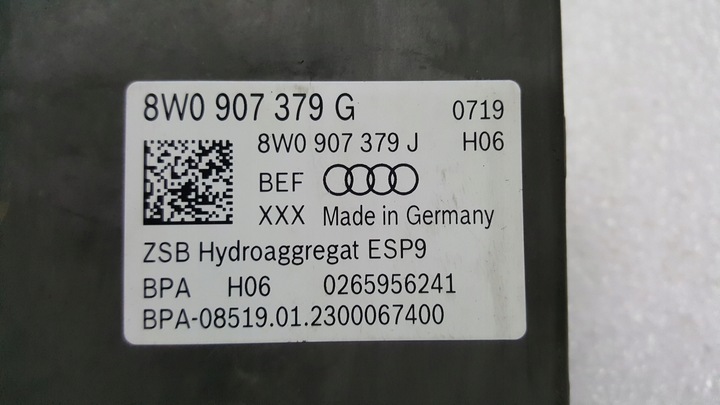 8W0 907 379 G 0719
8W0 907 379 J H06
BEF
XXX Made in Germany
ZSB Hydroaggregat ESP9
BPA H06 0265956241
BPA-08519.01.2300067400